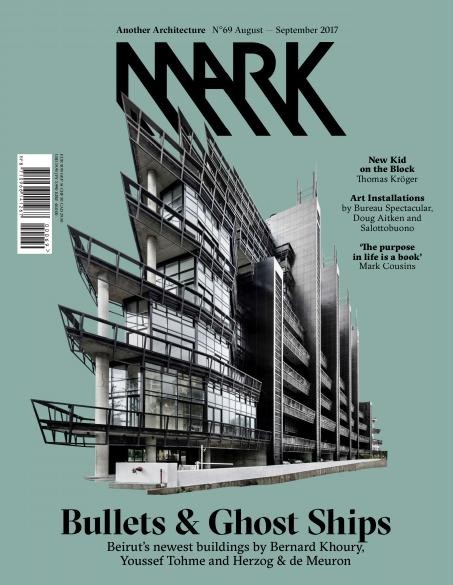 Another Architecture N°69 August — September 2017
MARK
New Kid
on the Block
Thomas Kröger
Art Installations
by Bureau Spectacular,
Doug Aitken and
Salottobuono
‘The purpose
in life is a book’
Mark Cousins
Bullets & Ghost Ships
Beirut’s newest buildings by Bernard Khoury,
Youssef Tohme and Herzog & de Meuron